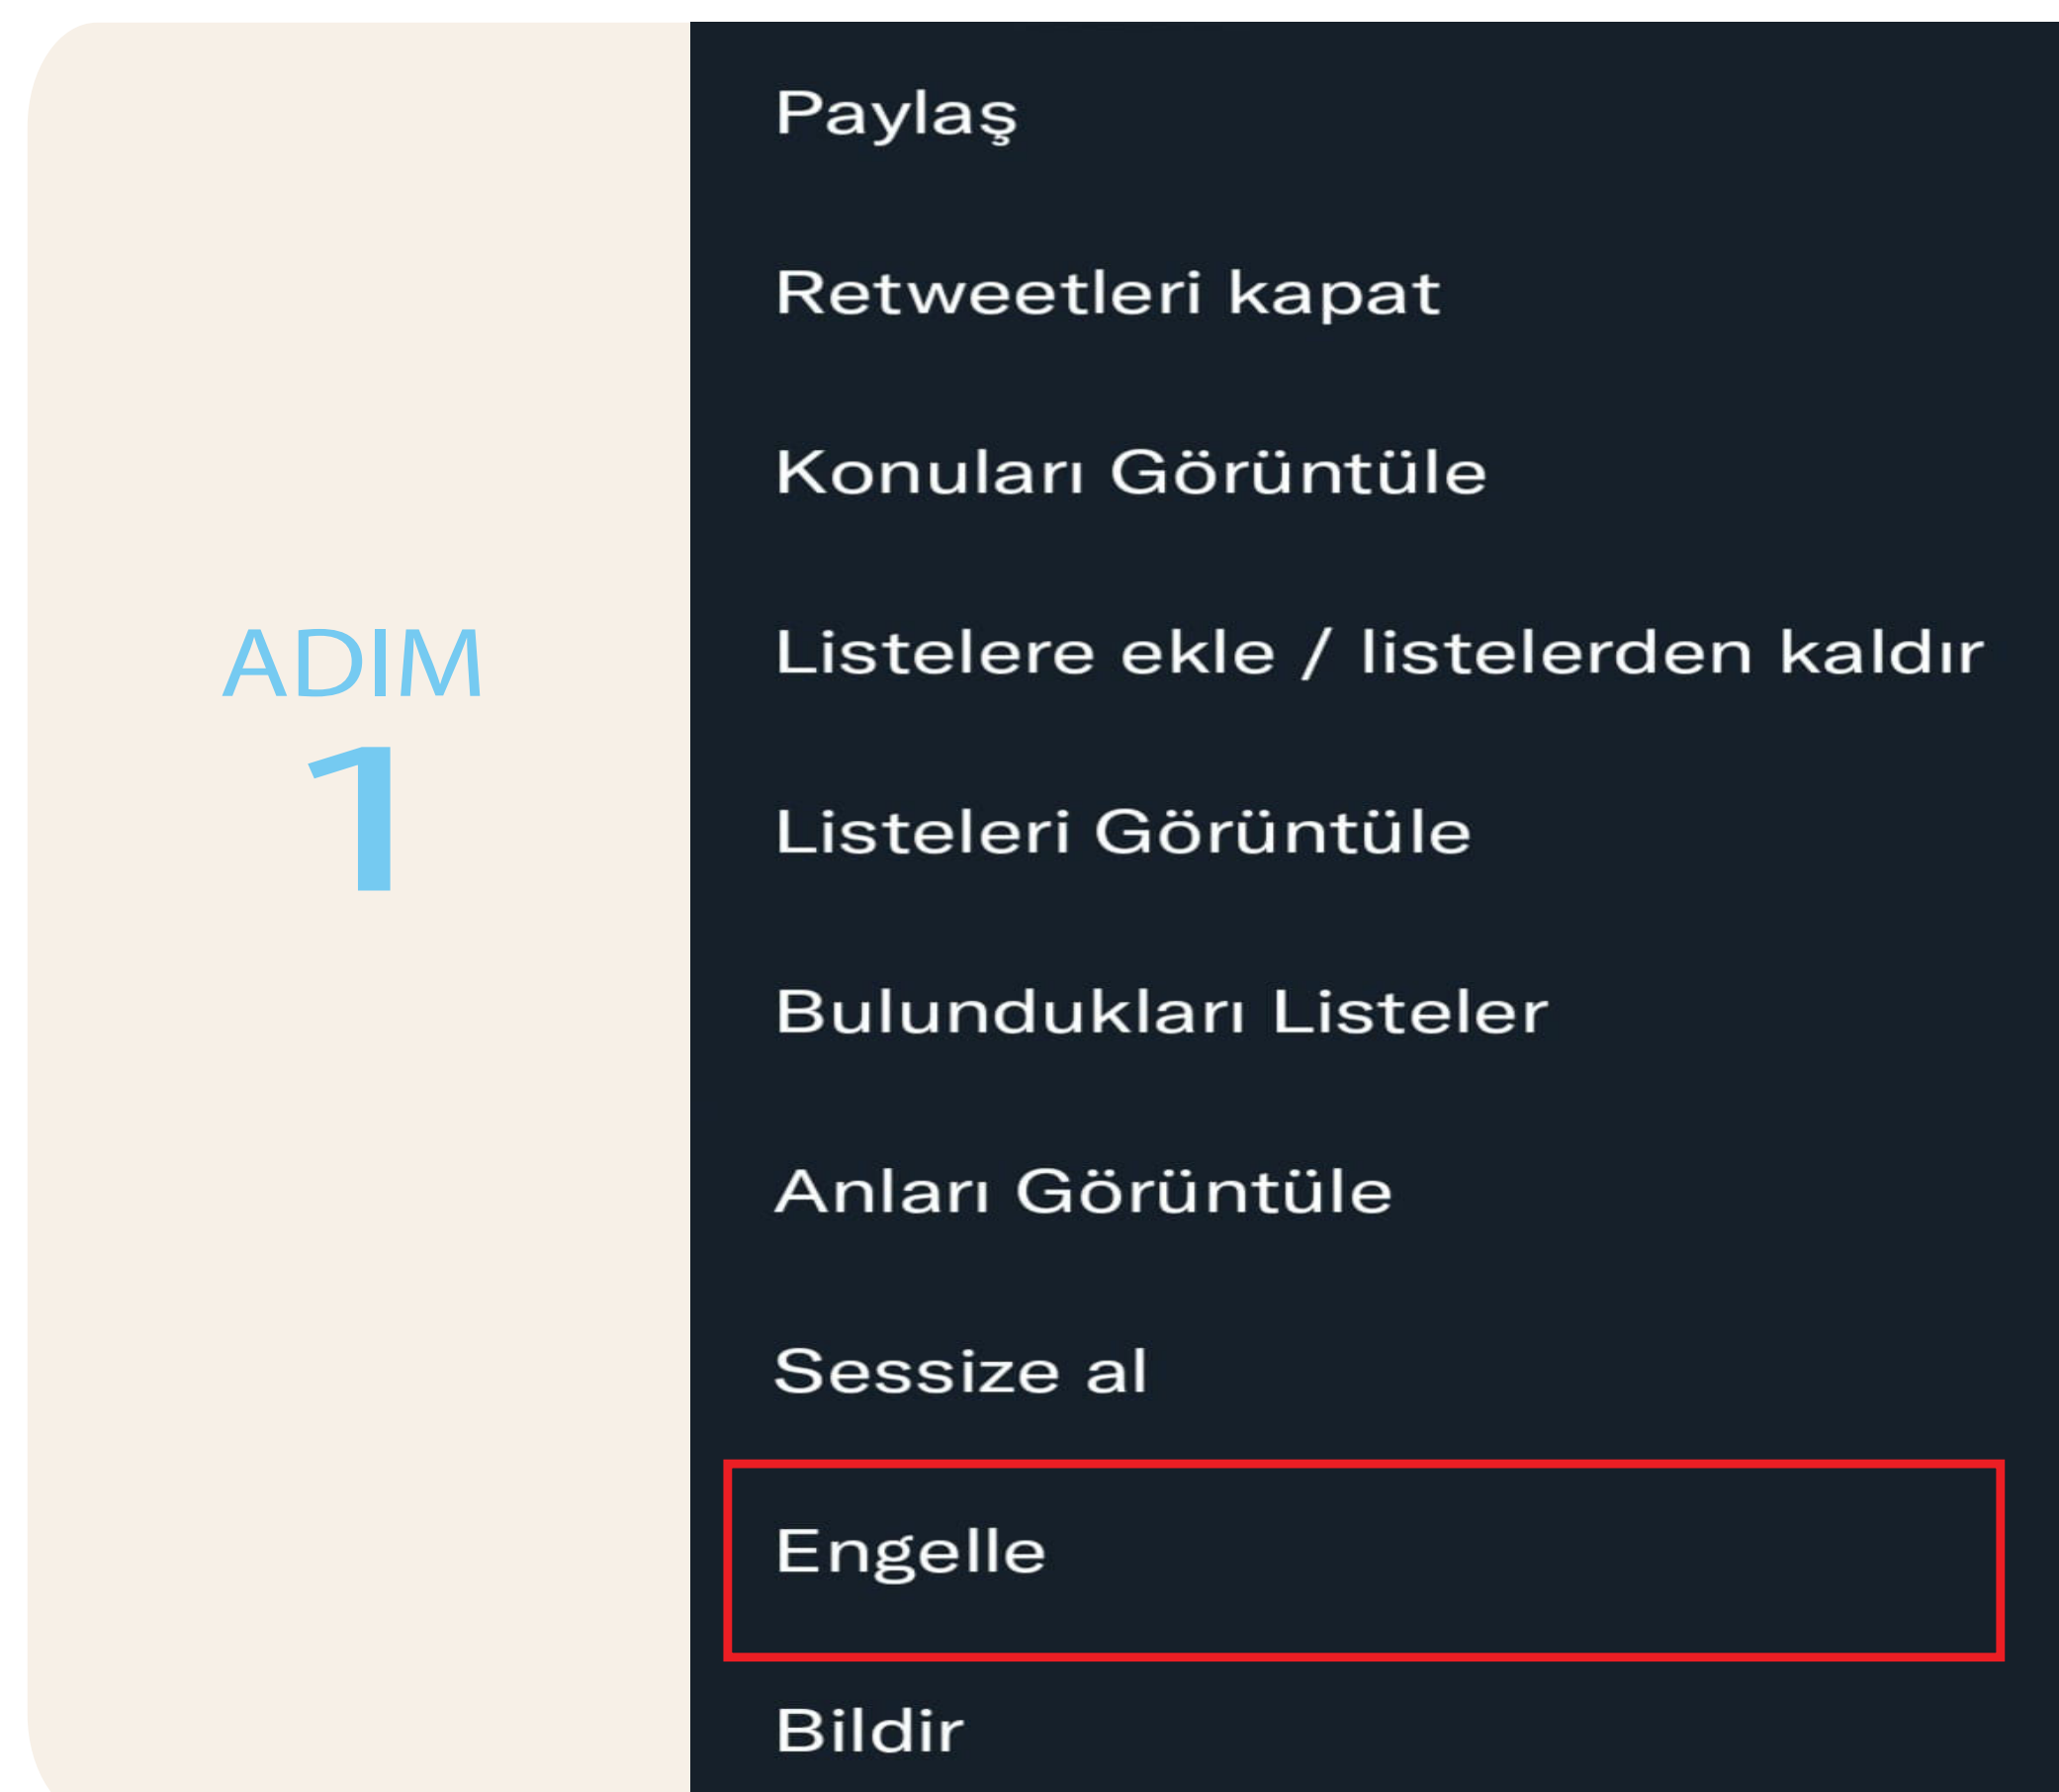 ADIM
1
Paylaş
Retweetleri kapat
Konuları Görüntüle
Listelere ekle / listelerden kaldır
Listeleri Görüntüle
Bulundukları Listeler
Anları Görüntüle
Sessize al
Engelle
Bildir